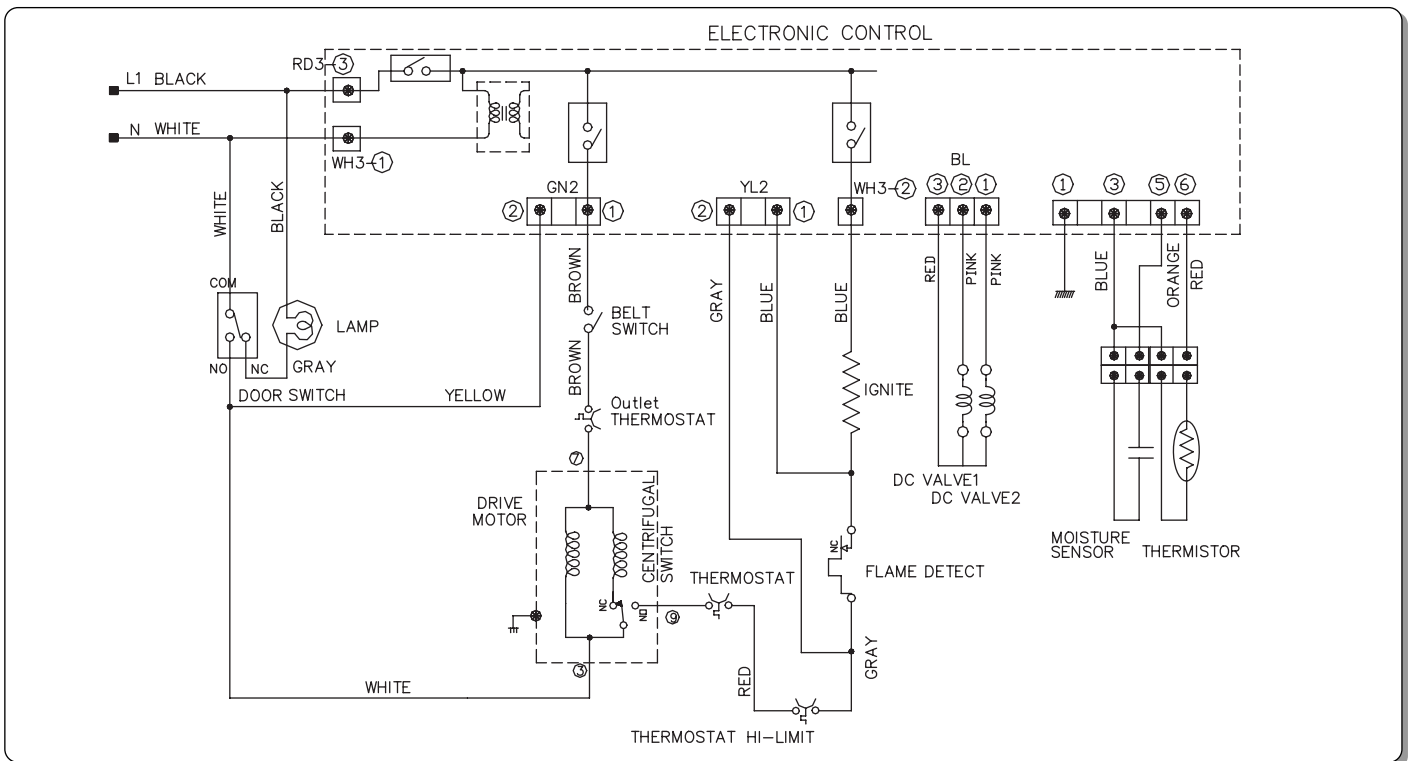 ELECTRONIC CONTROL
RD3-③
L1 BLACK
N WHITE
WH3-①
GN2
② ①
YL2
② ①
WH3-②
BL
③ ② ①
① ③ ⑤ ⑥
WHITE
BLACK
BROWN
GRAY
BLUE
BLUE
RED
PINK
PINK
BLUE
ORANGE
RED
COM
LAMP
NO
NC
GRAY
DOOR SWITCH
YELLOW
BELT
SWITCH
BROWN
Outlet
THERMOSTAT
IGNITE
⑦
DRIVE
MOTOR
CENTRIFUGAL
SWITCH
NC
NO
⑨
③
WHITE
THERMOSTAT
RED
THERMOSTAT HI-LIMIT
NC
FLAME DETECT
GRAY
DC VALVE1
DC VALVE2
MOISTURE
SENSOR
THERMISTOR